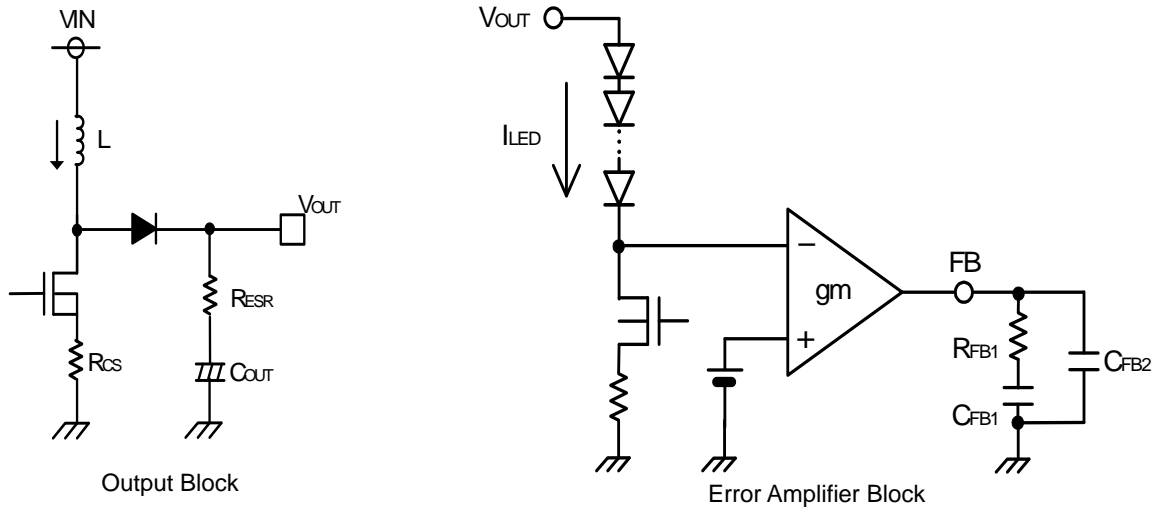 VIN
L
VOUT
RESR
RCS
COUT
Output Block
VOUT
ILED
−
gm
+
FB
RFB1
CFB2
CFB1
Error Amplifier Block